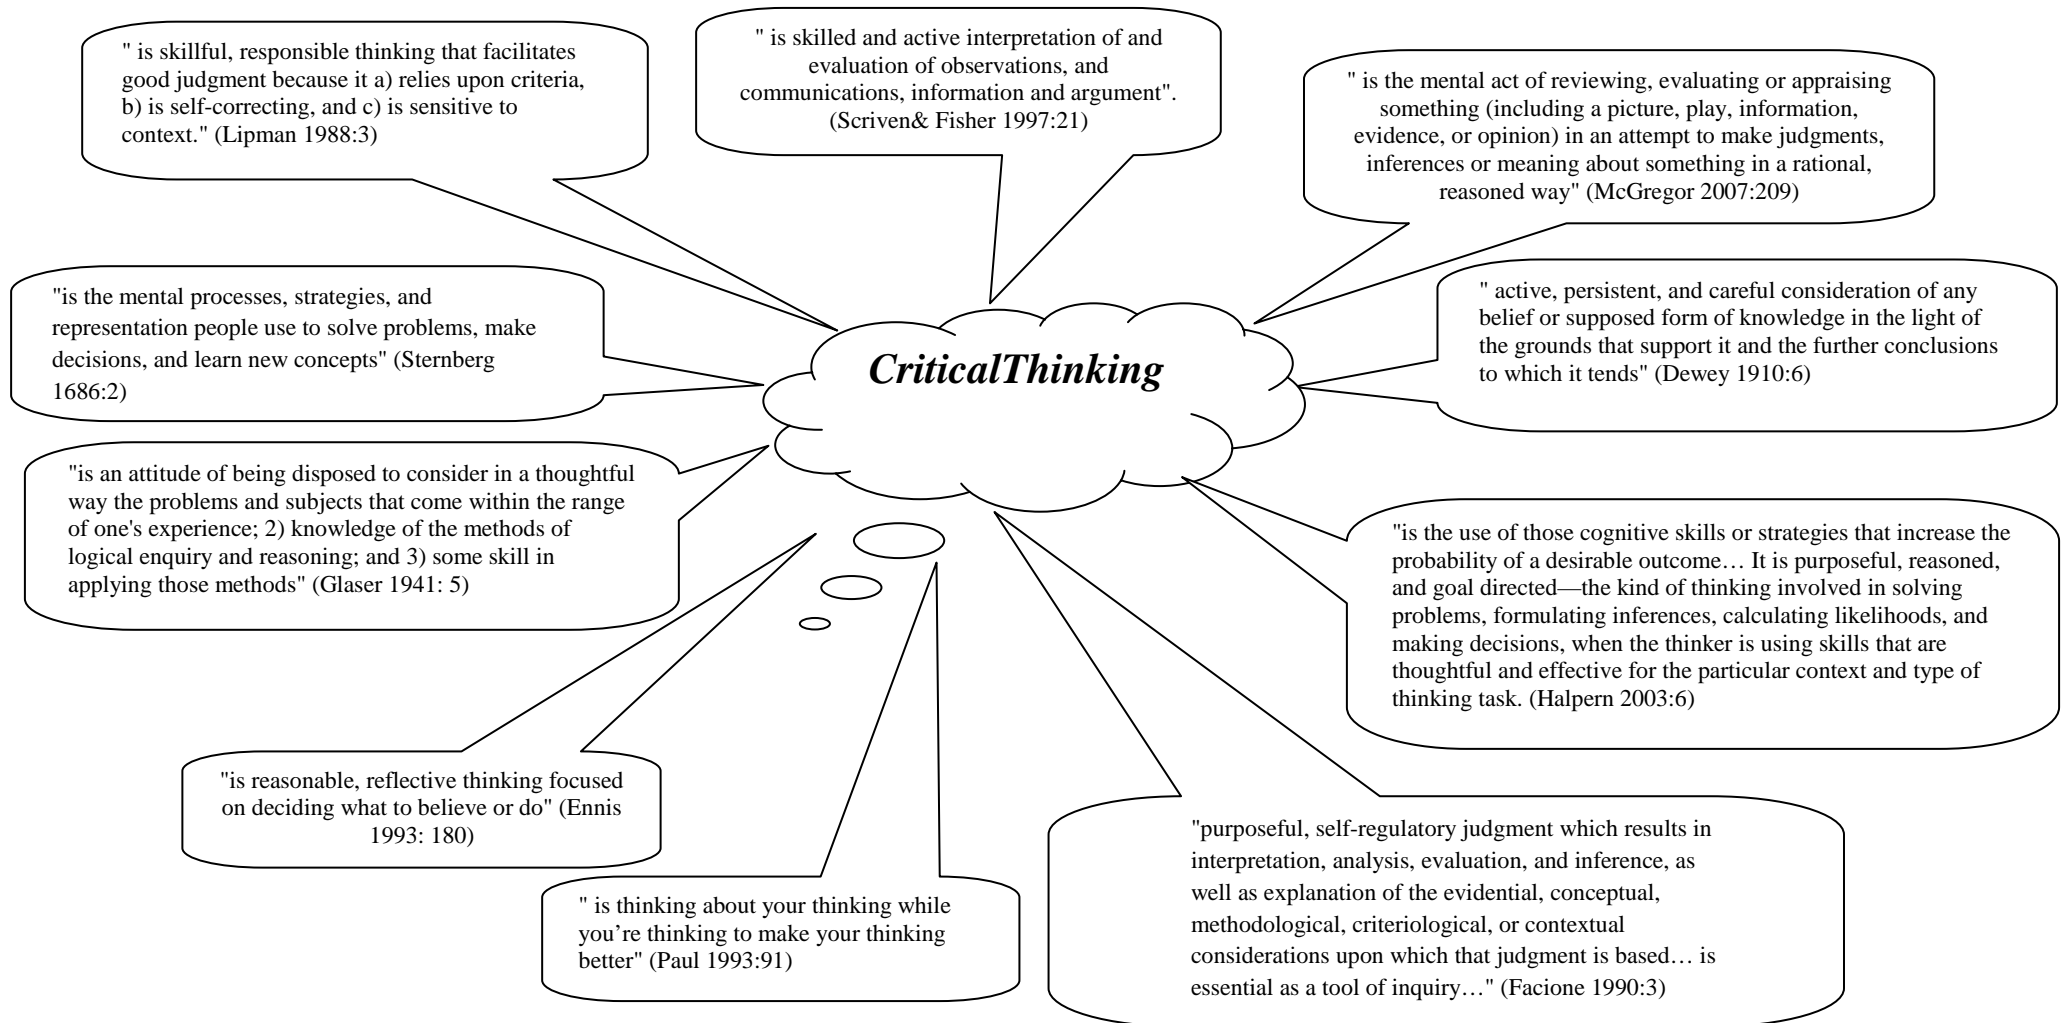 " is skillful, responsible thinking that facilitates
good judgment because it a) relies upon criteria,
b) is self-correcting, and c) is sensitive to
context." (Lipman 1988:3)
" is skilled and active interpretation of and
evaluation of observations, and
communications, information and argument".
(Scriven& Fisher 1997:21)
" is the mental act of reviewing, evaluating or appraising
something (including a picture, play, information,
evidence, or opinion) in an attempt to make judgments,
inferences or meaning about something in a rational,
reasoned way" (McGregor 2007:209)
"is the mental processes, strategies, and
representation people use to solve problems, make
decisions, and learn new concepts" (Sternberg
1686:2)
CriticalThinking
" active, persistent, and careful consideration of any
belief or supposed form of knowledge in the light of
the grounds that support it and the further conclusions
to which it tends" (Dewey 1910:6)
"is an attitude of being disposed to consider in a thoughtful
way the problems and subjects that come within the range
of one's experience; 2) knowledge of the methods of
logical enquiry and reasoning; and 3) some skill in
applying those methods" (Glaser 1941: 5)
"is the use of those cognitive skills or strategies that increase the
probability of a desirable outcome… It is purposeful, reasoned,
and goal directed—the kind of thinking involved in solving
problems, formulating inferences, calculating likelihoods, and
making decisions, when the thinker is using skills that are
thoughtful and effective for the particular context and type of
thinking task. (Halpern 2003:6)
"is reasonable, reflective thinking focused
on deciding what to believe or do" (Ennis
1993: 180)
" is thinking about your thinking while
you’re thinking to make your thinking
better" (Paul 1993:91)
"purposeful, self-regulatory judgment which results in
interpretation, analysis, evaluation, and inference, as
well as explanation of the evidential, conceptual,
methodological, criteriological, or contextual
considerations upon which that judgment is based… is
essential as a tool of inquiry…" (Facione 1990:3)